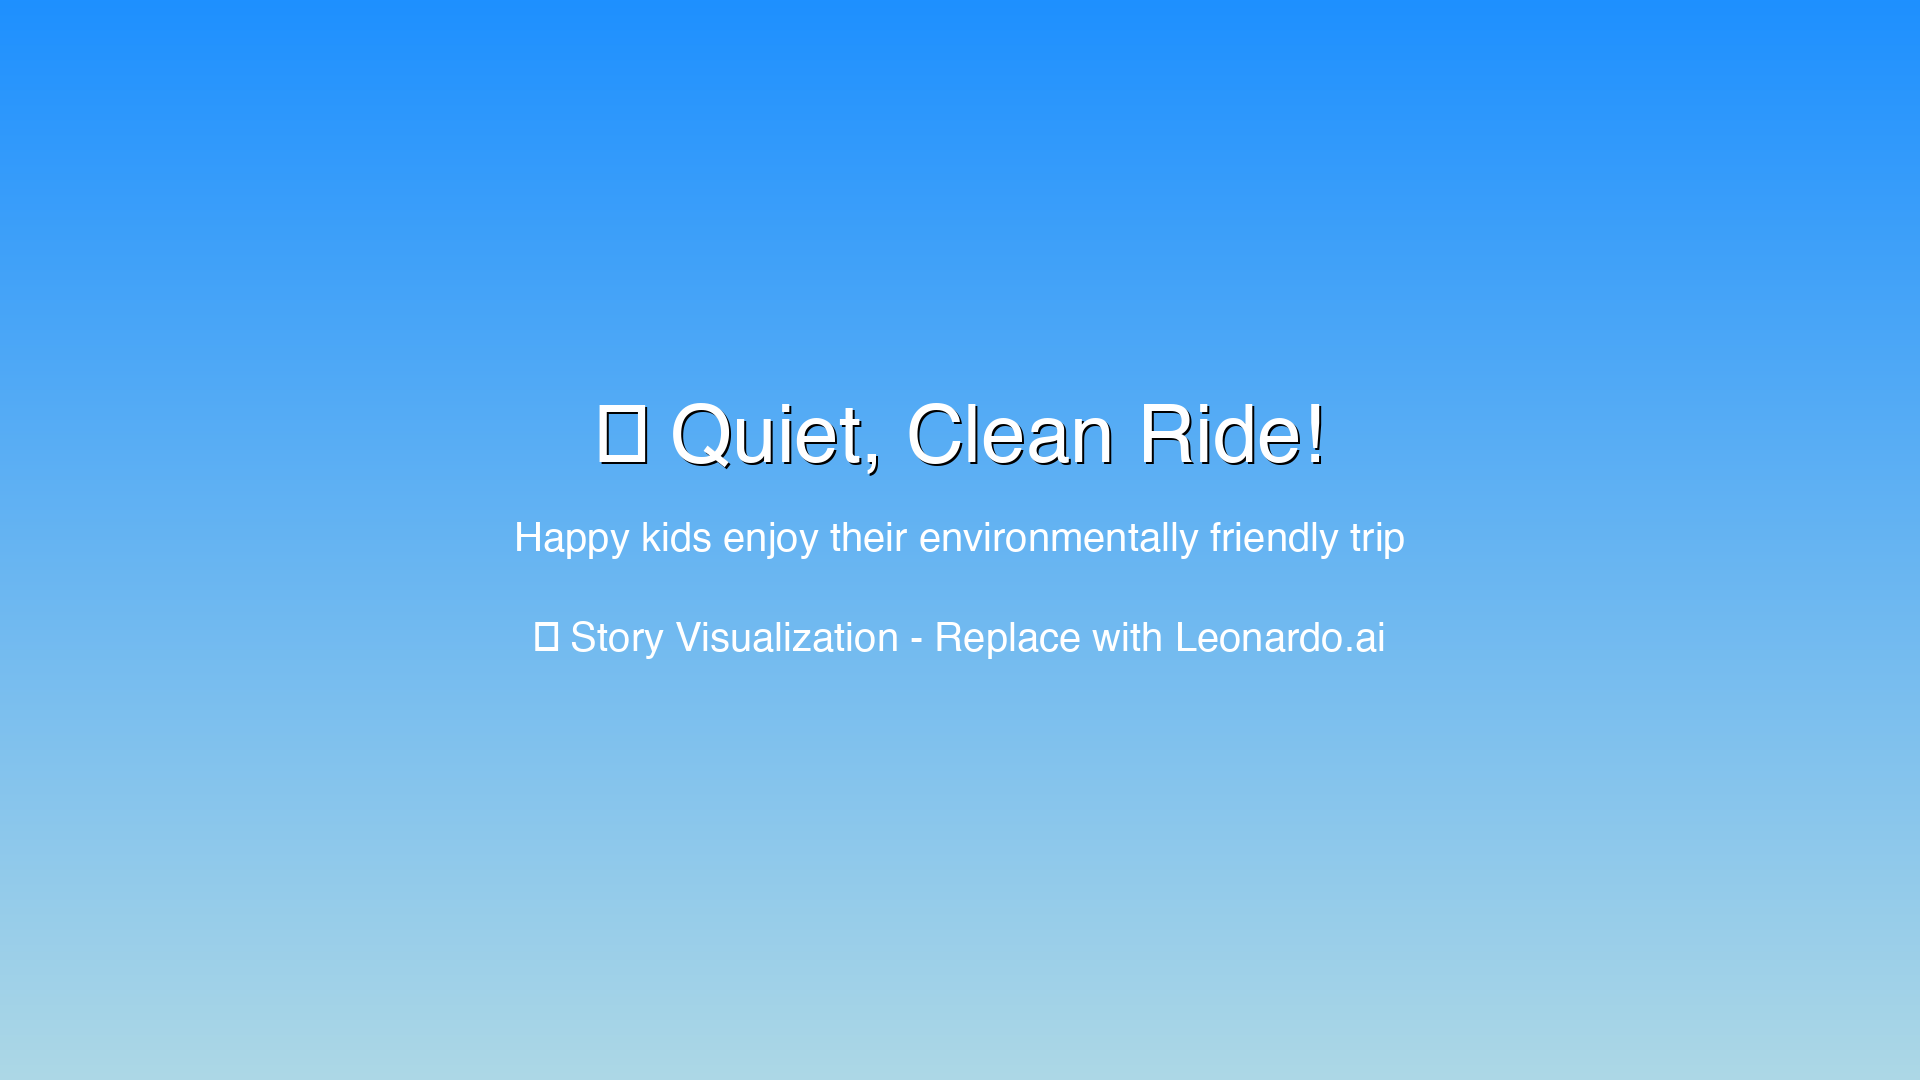 Quiet, Clean Ride!
Happy kids enjoy their environmentally friendly trip
Story Visualization - Replace with Leonardo.ai